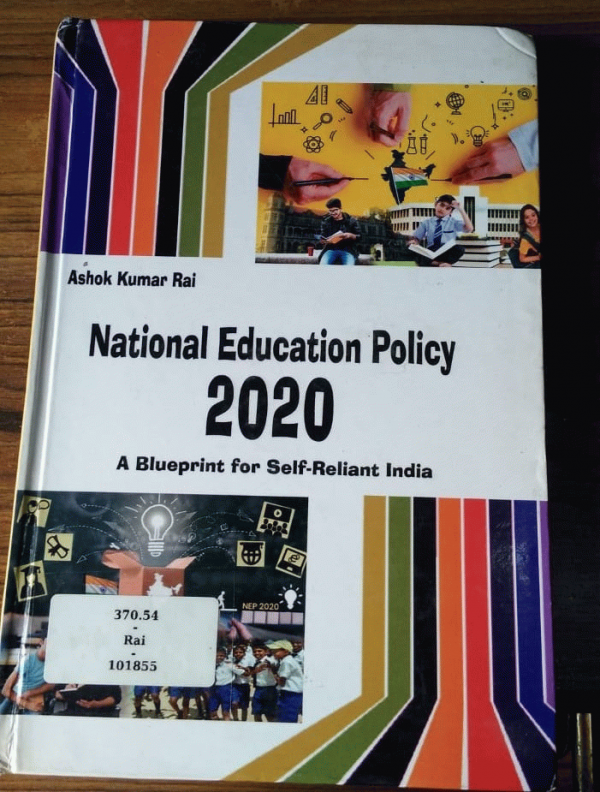 Ashok Kumar Rai
National Education Policy
2020
A Blueprint for Self-Reliant India
NEP 2020
370.54
-
Rai
-
101855